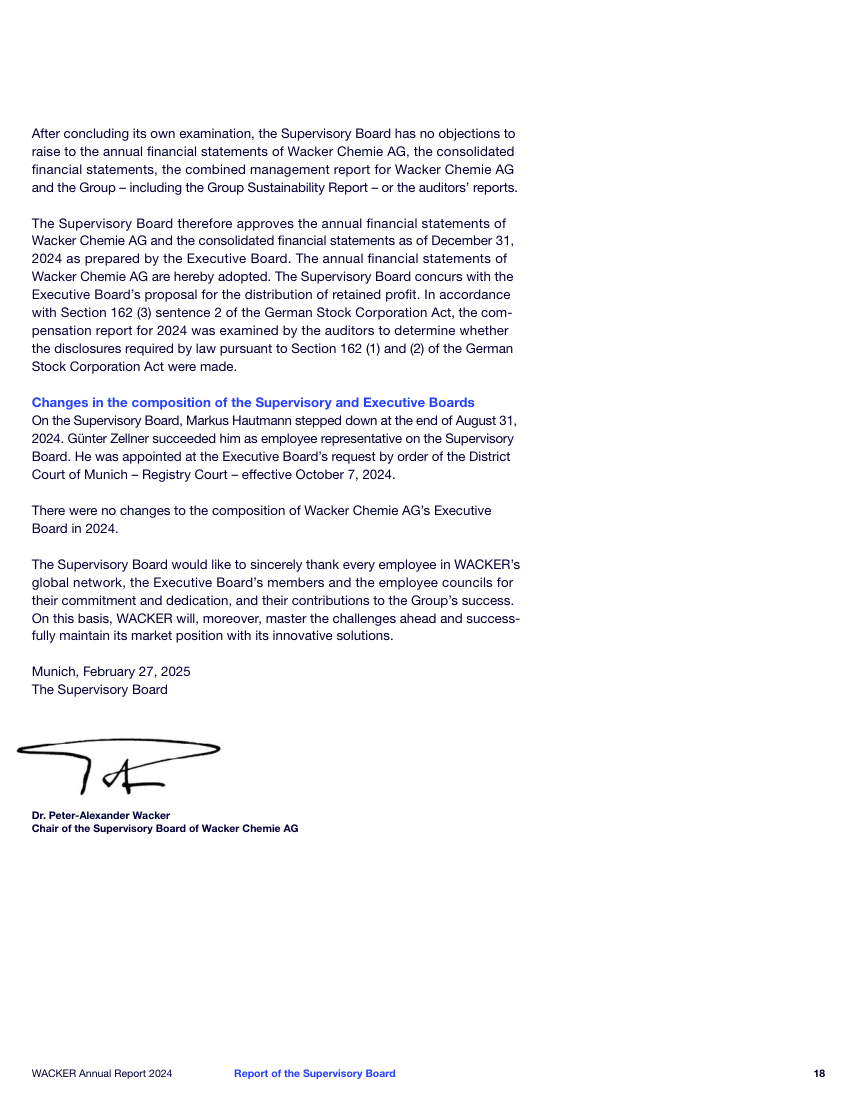 After concluding its own examination, the Supervisory Board has no objections to
raise to the annual financial statements of Wacker Chemie AG, the consolidated
financial statements, the combined management report for Wacker Chemie AG
and the Group – including the Group Sustainability Report – or the auditors’ reports.
The Supervisory Board therefore approves the annual financial statements of
Wacker Chemie AG and the consolidated financial statements as of December 31,
2024 as prepared by the Executive Board. The annual financial statements of
Wacker Chemie AG are hereby adopted. The Supervisory Board concurs with the
Executive Board’s proposal for the distribution of retained profit. In accordance
with Section 162 (3) sentence 2 of the German Stock Corporation Act, the com-
pensation report for 2024 was examined by the auditors to determine whether
the disclosures required by law pursuant to Section 162 (1) and (2) of the German
Stock Corporation Act were made.
Changes in the composition of the Supervisory and Executive Boards
On the Supervisory Board, Markus Hautmann stepped down at the end of August 31,
2024. Günter Zellner succeeded him as employee representative on the Supervisory
Board. He was appointed at the Executive Board’s request by order of the District
Court of Munich – Registry Court – effective October 7, 2024.
There were no changes to the composition of Wacker Chemie AG’s Executive
Board in 2024.
The Supervisory Board would like to sincerely thank every employee in WACKER’s
global network, the Executive Board’s members and the employee councils for
their commitment and dedication, and their contributions to the Group’s success.
On this basis, WACKER will, moreover, master the challenges ahead and success-
fully maintain its market position with its innovative solutions.
Munich, February 27, 2025
The Supervisory Board
Dr. Peter-Alexander Wacker
Chair of the Supervisory Board of Wacker Chemie AG
WACKER Annual Report 2024
Report of the Supervisory Board
18